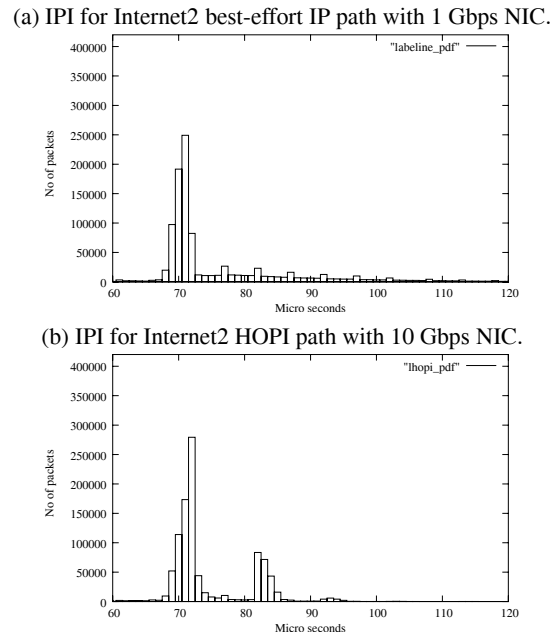 (a) IPI for Internet2 best-effort IP path with 1 Gbps NIC.
"labeline_pdf"
400000
350000
300000
250000
200000
150000
100000
50000
0
No of packets
60 70 80 90 100 110 120
Micro seconds
(b) IPI for Internet2 HOPI path with 10 Gbps NIC.
"lhopi_pdf"
400000
350000
300000
250000
200000
150000
100000
50000
0
No of packets
60 70 80 90 100 110 120
Micro seconds